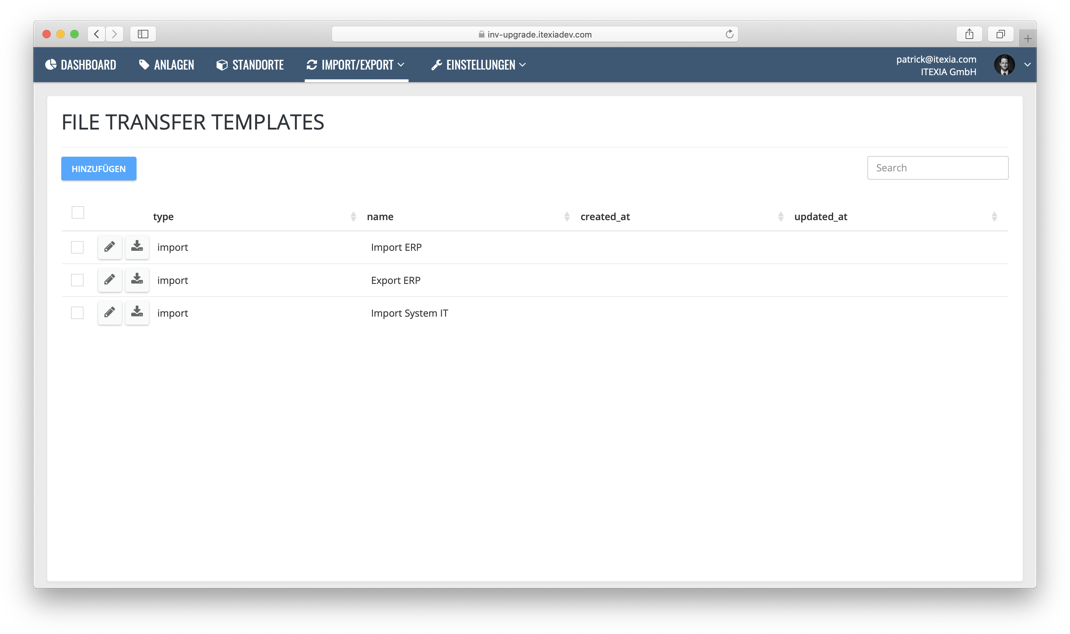 inv-upgrade.itexiadev.com
DASHBOARD ANLAGEN STANDORTE IMPORT/EXPORT EINSTELLUNGEN
patrick@itexia.com
ITEXIA GmbH
FILE TRANSFER TEMPLATES
HINZUFÜGEN Search
type name created_at updated_at
import Import ERP
import Export ERP
import Import System IT